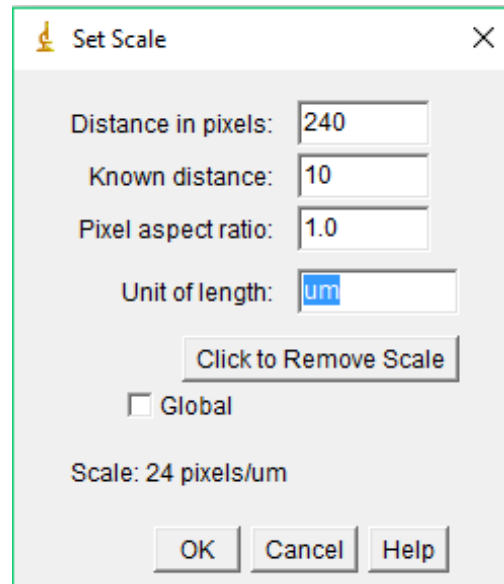 Set Scale
Distance in pixels: 240
Known distance: 10
Pixel aspect ratio: 1.0
Unit of length: um
Click to Remove Scale
Global
Scale: 24 pixels/um
OK Cancel Help